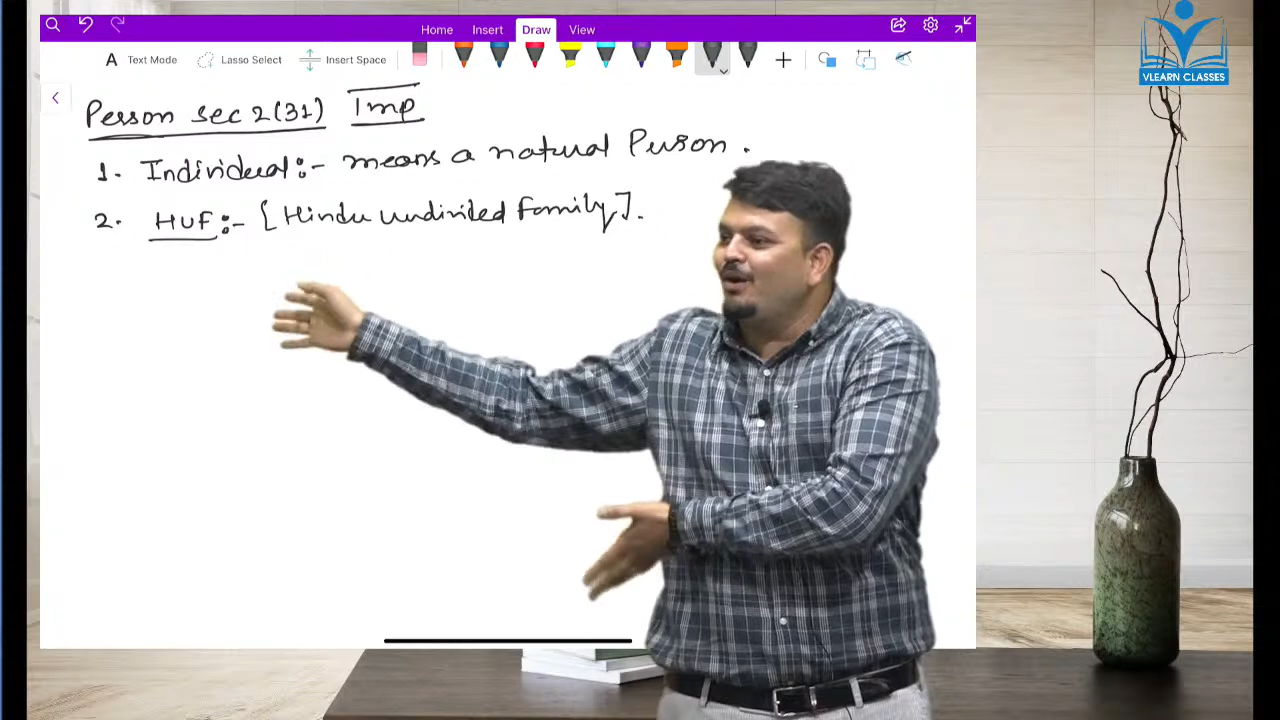 Home Insert Draw View
Text Mode Lasso Select Insert Space
VLEARN CLASSES
Person sec 2(31) Imp
1. Individual:- means a natural Person.
2. HUF:- [Hindu undivided Family].